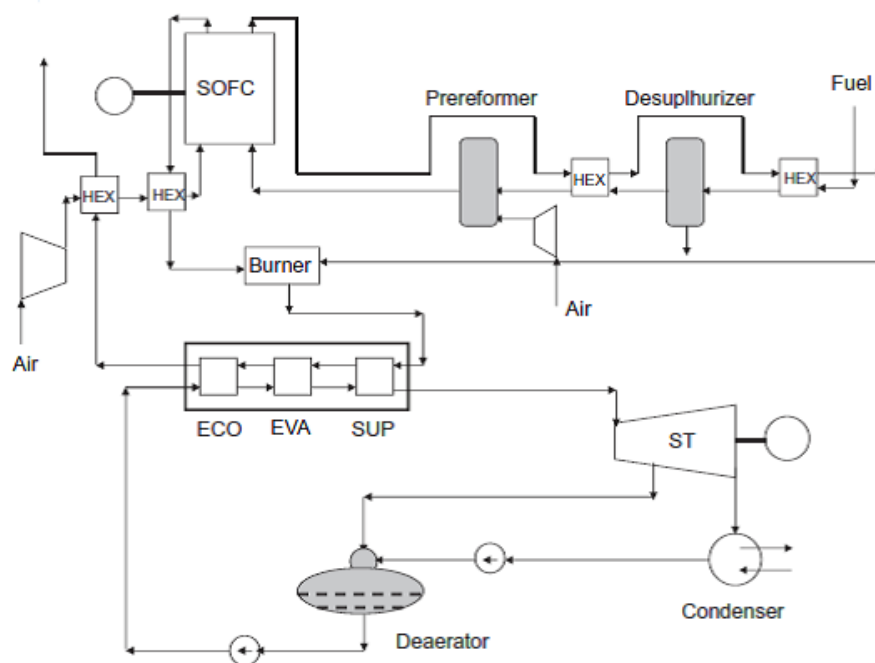 SOFC
Prereformer
Desuplhurizer
Fuel
HEX
HEX
HEX
HEX
Burner
Air
Air
ECO
EVA
SUP
ST
Condenser
Deaerator